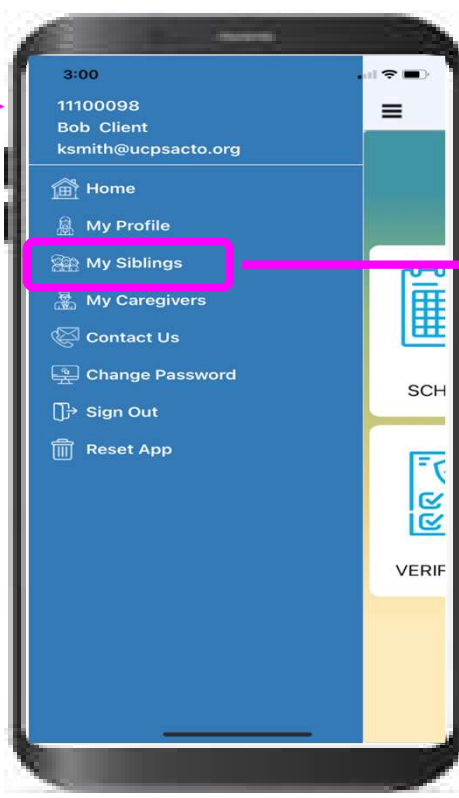 3:00
11100098
Bob Client
ksmith@ucpsacto.org
Home
My Profile
My Siblings
My Caregivers
Contact Us
Change Password
Sign Out
Reset App
SCH
VERIF